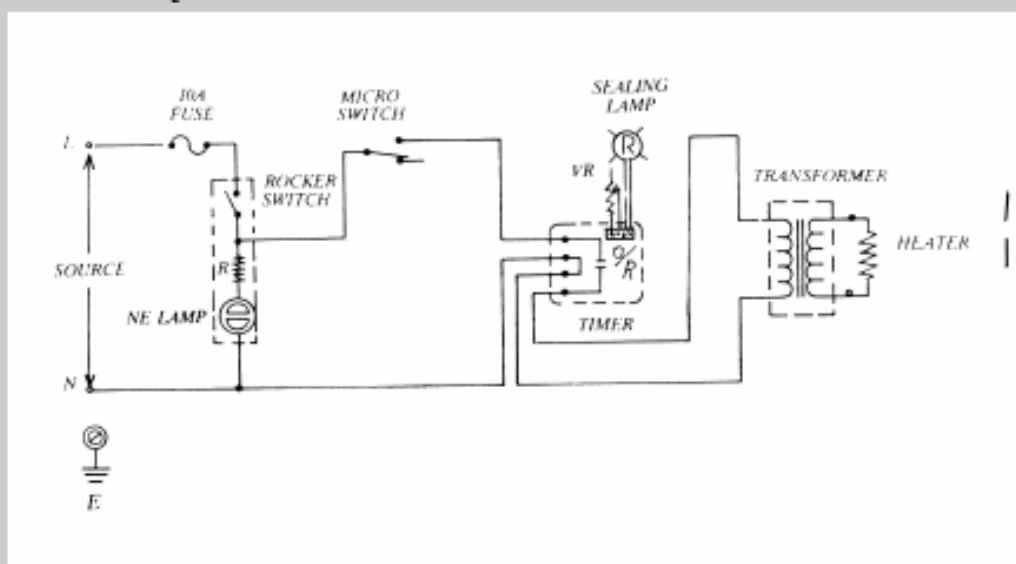 10A
FUSE
MICRO
SWITCH
SEALING
LAMP
L
R
VR
ROCKER
SWITCH
TRANSFORMER
SOURCE
R
R
HEATER
NE LAMP
TIMER
N
E